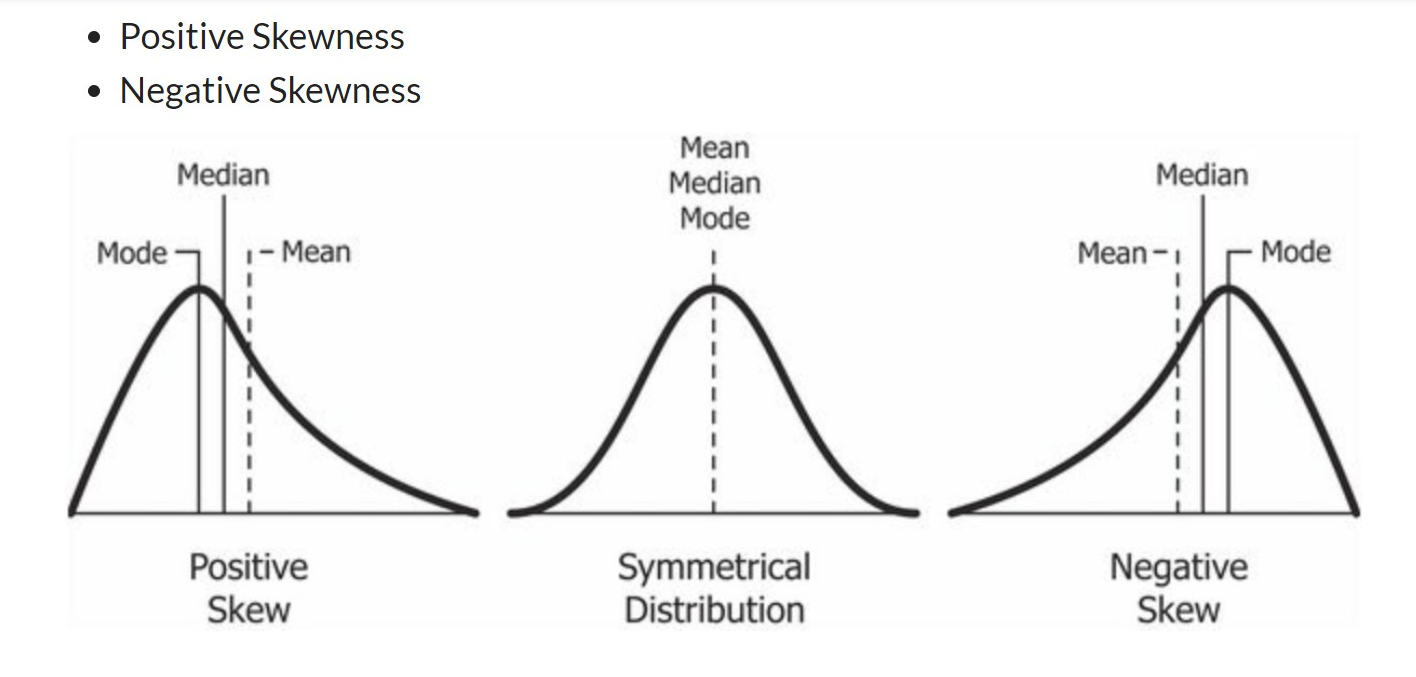 • Positive Skewness
• Negative Skewness
Median
Mode
Mean
Positive
Skew
Mean
Median
Mode
Symmetrical
Distribution
Median
Mean
Mode
Negative
Skew